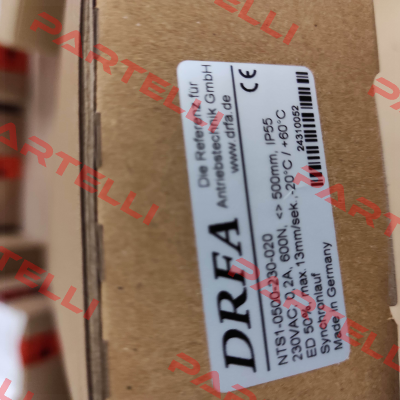 DRFA
Die Referenz für
Antriebstechnik GmbH
www.drfa.de
CE
NTS1-0500-230-020
230VAC, 0,2A, 600N, <> 500mm, IP55
ED 50%, max.13mm/sek.,-20°C / +60°C
Synchronlauf
Made in Germany
24310052
PARTELLI
PARTELLI
PARTELLI
PARTELLI